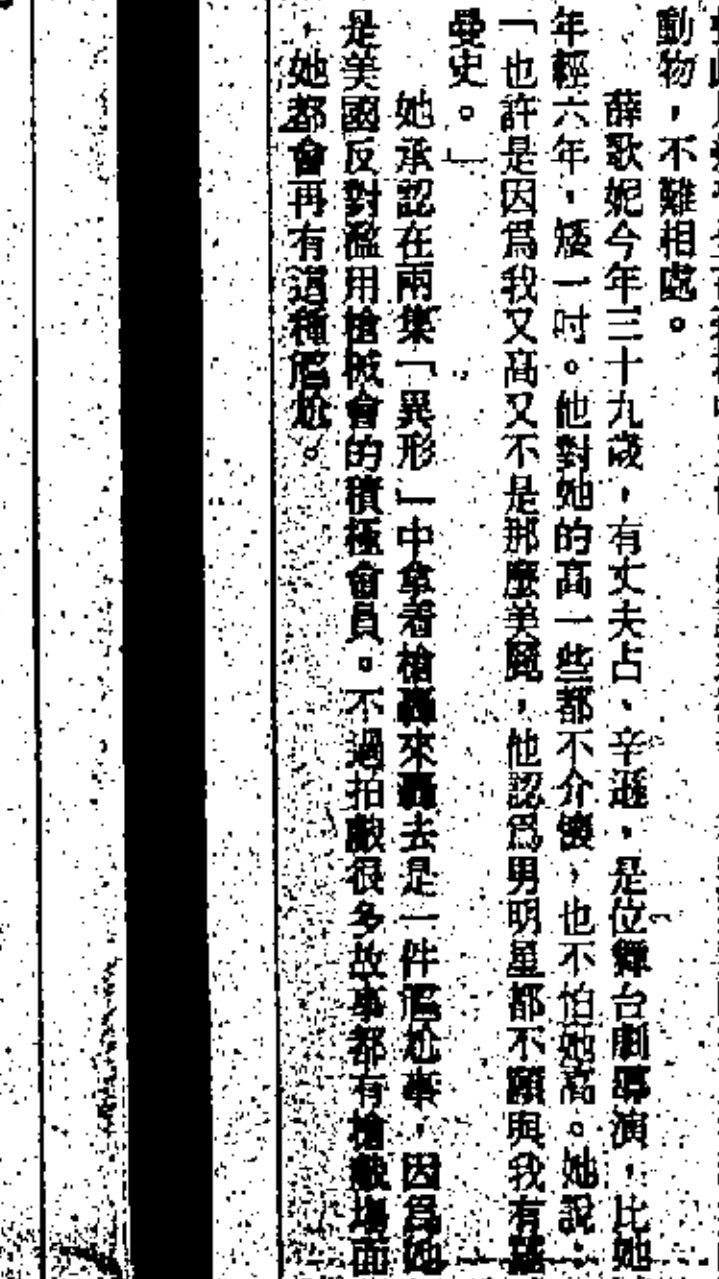 動物，不難相處。
薛歌妮今年三十九歲，有丈夫占、辛遜，是位舞台劇導演，比她
年輕六年，矮一吋。他對她的高一些都不介懷，也不怕她高。她說：
「也許是因爲我又高又不是那麼美麗，他認爲男明星都不願與我有羅
曼史。」
她承認在兩集「異形」中拿着槍轟來轟去是一件尷尬事，因爲她
是美國反對濫用槍械會的積極會員。不過拍戲很多故事都有槍戰場面
，她都會再有這種尷尬。